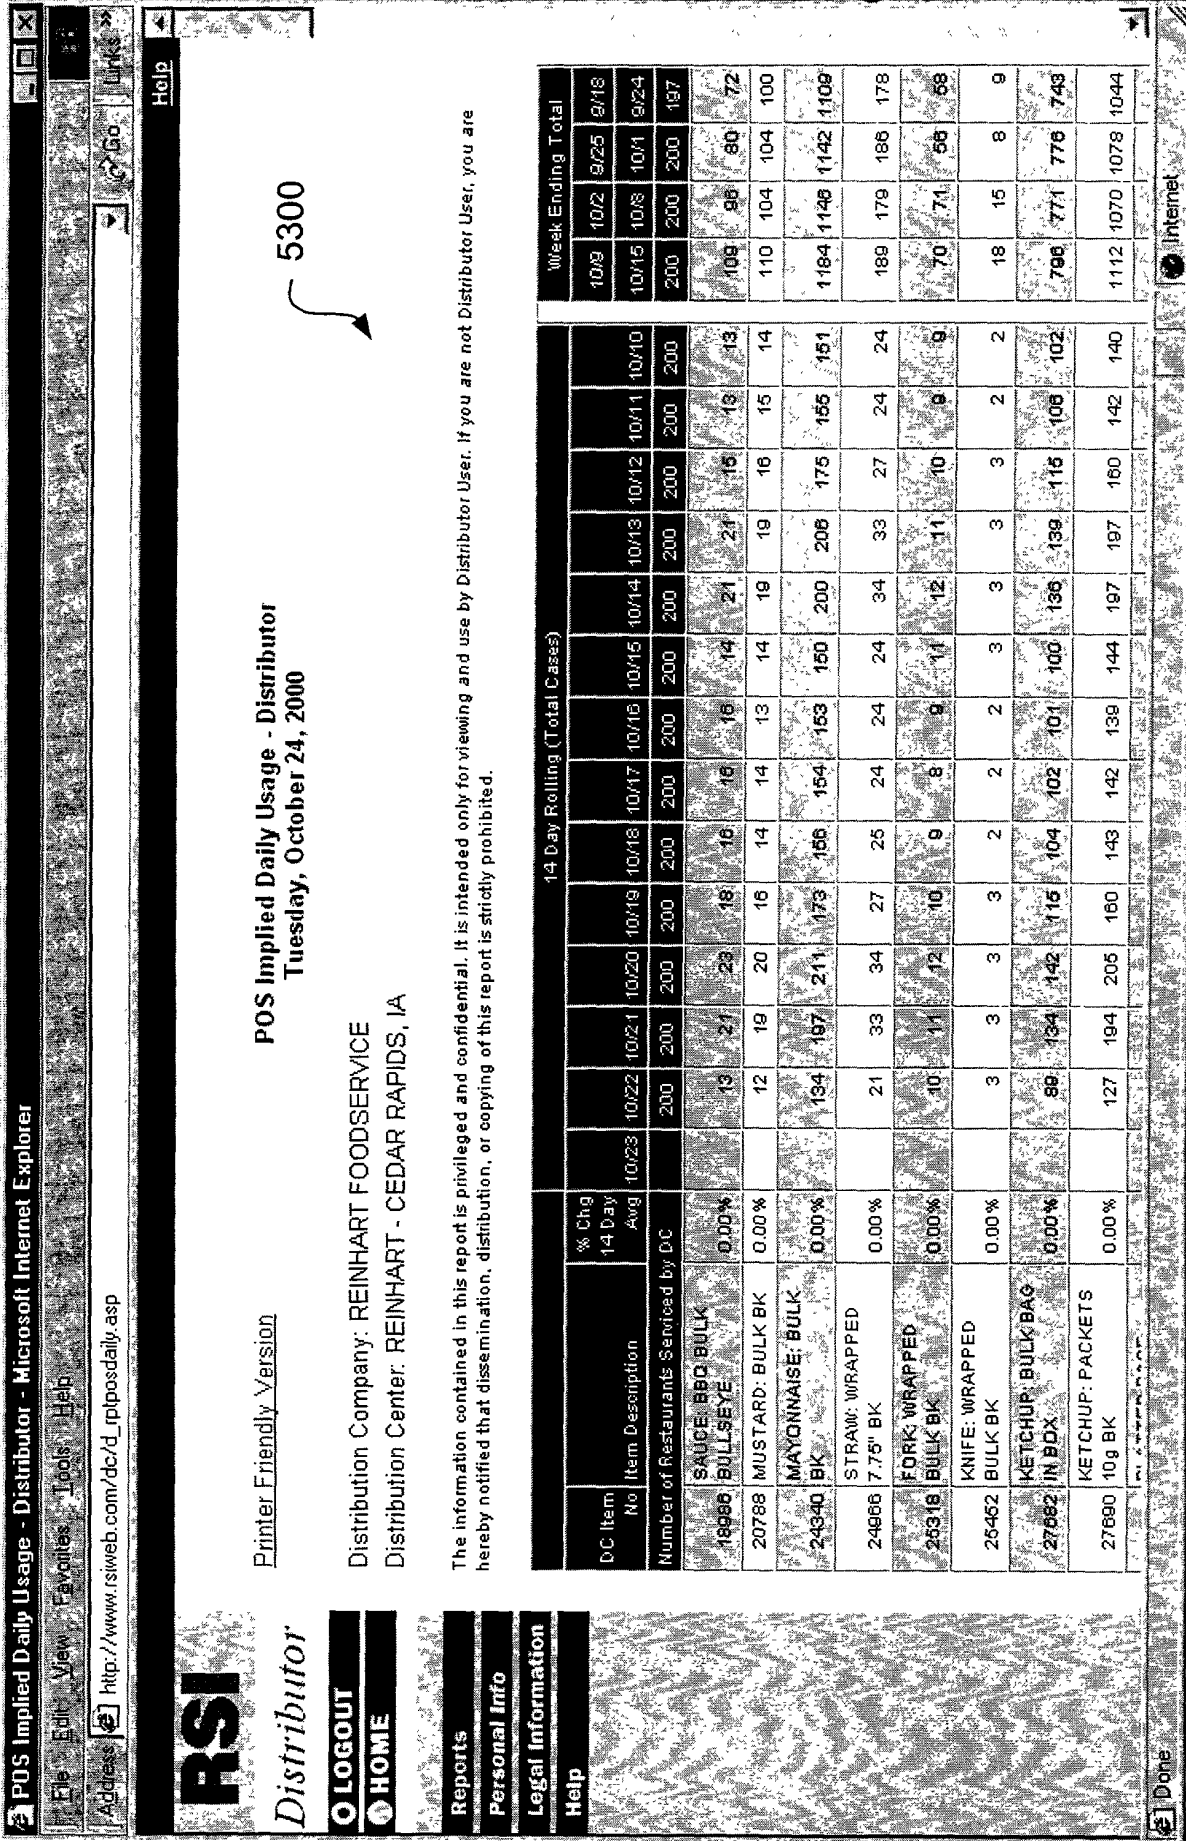 PDS Implied Daily Usage - Distributor - Microsoft Internet Explorer
File Edit View Favorites Tools Help
Address http://www.rsiweb.com/dc/d_rptposdaily.asp Go Links »
Help
RSI
Distributor
LOGOUT
HOME
Reports
Personal Info
Legal Information
Help
Printer Friendly Version
POS Implied Daily Usage - Distributor
Tuesday, October 24, 2000
5300
Distribution Company: REINHART FOODSERVICE
Distribution Center: REINHART - CEDAR RAPIDS, IA
The information contained in this report is privileged and confidential. It is intended only for viewing and use by Distributor User. If you are not Distributor User, you are
hereby notified that dissemination, distribution, or copying of this report is strictly prohibited.
14 Day Rolling (Total Cases) Week Ending Total
% Chg 10/9 10/2 9/25 9/18
DC Item 14 Day
No Item Description Avg 10/23 10/22 10/21 10/20 10/19 10/18 10/17 10/16 10/15 10/14 10/13 10/12 10/11 10/10 10/15 10/8 10/1 9/24
Number of Restaurants Serviced by DC 200 200 200 200 200 200 200 200 200 200 200 200 200 200 200 200 197
SAUCE: BBQ BULK
18986 BULLSEYE 0.00% 13 21 23 18 16 16 16 14 21 21 15 13 13 109 96 80 72
20788 MUSTARD: BULK BK 0.00% 12 19 20 16 14 14 13 14 19 19 16 15 14 110 104 104 100
MAYONNAISE: BULK
24340 BK 0.00% 134 197 211 173 156 154 153 150 200 206 175 155 151 1184 1146 1142 1109
STRAW: WRAPPED
24966 7.75" BK 0.00% 21 33 34 27 25 24 24 24 34 33 27 24 24 189 179 186 178
FORK: WRAPPED
25318 BULK BK 0.00% 10 11 12 10 9 8 9 11 12 11 10 9 9 70 71 56 58
KNIFE: WRAPPED
25452 BULK BK 0.00% 3 3 3 3 2 2 2 3 3 3 3 2 2 18 15 8 9
KETCHUP: BULK BAG
27682 IN BOX 0.00% 89 134 142 115 104 102 101 100 136 139 115 106 102 796 771 776 743
KETCHUP: PACKETS
27690 10g BK 0.00% 127 194 205 160 143 142 139 144 197 197 160 142 140 1112 1070 1078 1044
Done Internet